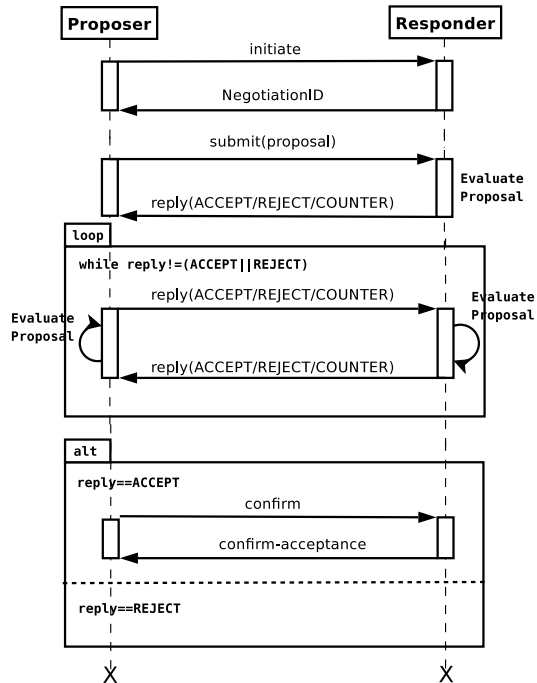 Proposer
Responder
initiate
NegotiationID
submit(proposal)
Evaluate
Proposal
reply(ACCEPT/REJECT/COUNTER)
loop
while reply!=(ACCEPT||REJECT)
reply(ACCEPT/REJECT/COUNTER)
Evaluate
Proposal
Evaluate
Proposal
reply(ACCEPT/REJECT/COUNTER)
alt
reply==ACCEPT
confirm
confirm-acceptance
reply==REJECT
X
X